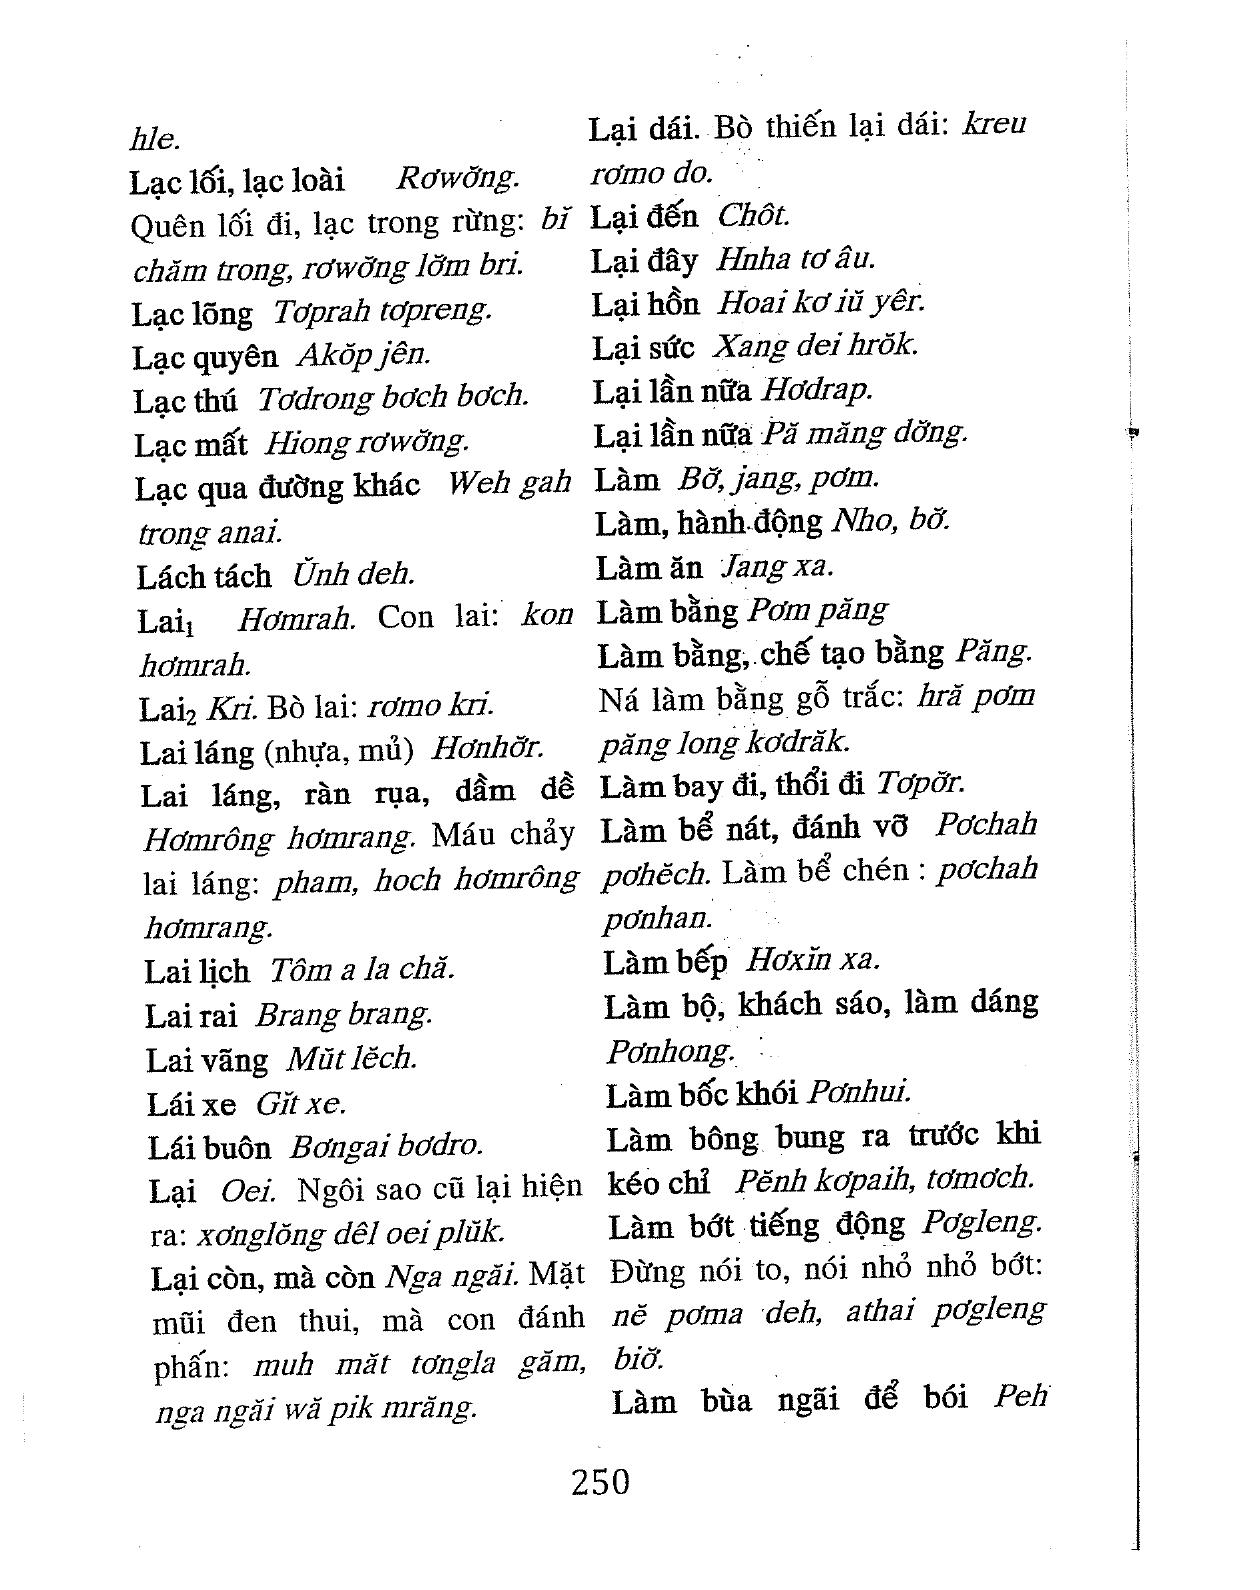 hle.
Lạc lối, lạc loài Rơwơ̆ng.
Quên lối đi, lạc trong rừng: bĭ
chăm trong, rơwơ̆ng lơ̆m bri.
Lạc lõng Tơprah tơpreng.
Lạc quyên Akŏp jên.
Lạc thú Tơdrong bơch bơch.
Lạc mất Hiong rơwơ̆ng.
Lạc qua đường khác Weh gah
trong anai.
Lách tách Ŭnh deh.
Lai₁ Hơmrah. Con lai: kon
hơmrah.
Lai₂ Kri. Bò lai: rơmo kri.
Lai láng (nhựa, mủ) Hơnhơ̆r.
Lai láng, ràn rụa, dầm dề
Hơmrông hơmrang. Máu chảy
lai láng: pham, hoch hơmrông
hơmrang.
Lai lịch Tôm a la chă.
Lai rai Brang brang.
Lai vãng Mŭt lĕch.
Lái xe Gĭt xe.
Lái buôn Bơngai bơdro.
Lại Oei. Ngôi sao cũ lại hiện
ra: xơnglŏng dêl oei plŭk.
Lại còn, mà còn Nga ngăi. Mặt
mũi đen thui, mà con đánh
phấn: muh măt tơngla găm,
nga ngăi wă pik mrăng.
Lại dái. Bò thiến lại dái: kreu
rơmo do.
Lại đến Chôt.
Lại đây Hnha tơ âu.
Lại hồn Hoai kơ iŭ yêr.
Lại sức Xang dei hrŏk.
Lại lần nữa Hơdrap.
Lại lần nữa Pă măng dơ̆ng.
Làm Bơ̆, jang, pơm.
Làm, hành động Nho, bơ̆.
Làm ăn Jang xa.
Làm bằng Pơm păng
Làm bằng, chế tạo bằng Păng.
Ná làm bằng gỗ trắc: hră pơm
păng long kơdrăk.
Làm bay đi, thổi đi Tơpơ̆r.
Làm bể nát, đánh vỡ Pơchah
pơhĕch. Làm bể chén : pơchah
pơnhan.
Làm bếp Hơxĭn xa.
Làm bộ, khách sáo, làm dáng
Pơnhong.
Làm bốc khói Pơnhui.
Làm bông bung ra trước khi
kéo chỉ Pĕnh kơpaih, tơmơch.
Làm bớt tiếng động Pơgleng.
Đừng nói to, nói nhỏ nhỏ bớt:
nĕ pơma deh, athai pơgleng
biơ̆.
Làm bùa ngãi để bói Peh
250